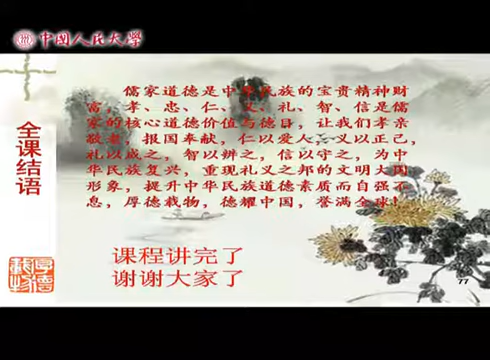 中国人民大学
全课结语
儒家道德是中华民族的宝贵精神财
富，孝、忠、仁、义、礼、智、信是儒
家的核心道德价值与德目，让我们孝亲
敬老，报国奉献，仁以爱人，义以正己，
礼以成之，智以辨之，信以守之，为中
华民族复兴，重现礼义之邦的文明大国
形象，提升中华民族道德素质而自强不
息，厚德载物，德耀中国，誉满全球！
课程讲完了
谢谢大家了
厚德载物
77